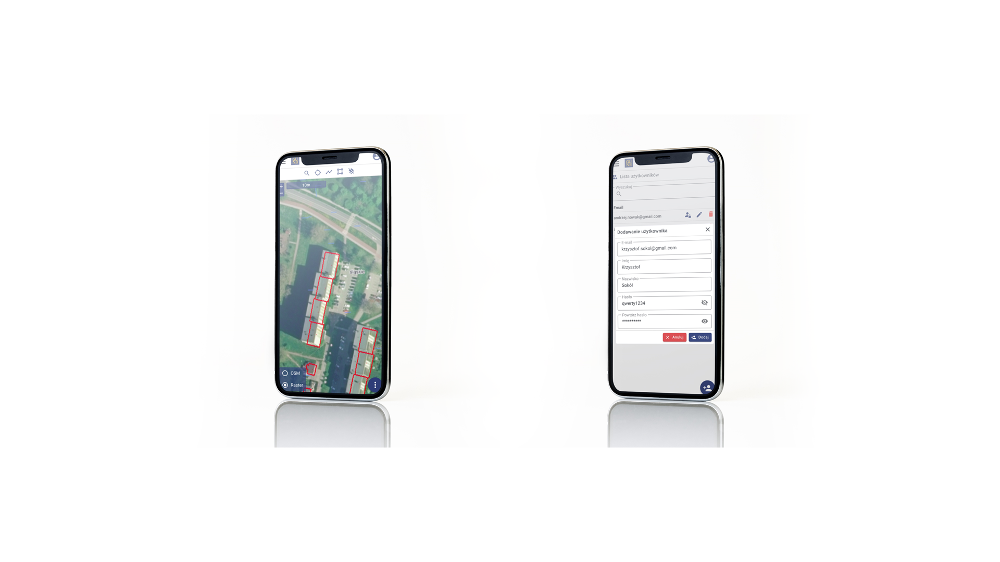 10m
śląskie
OSM
Raster
Lista użytkowników
Wyszukaj
Email
andrzej.nowak@gmail.com
Dodawanie użytkownika
E-mail
krzysztof.sokol@gmail.com
Imię
Krzysztof
Nazwisko
Sokół
Hasło
qwerty1234
Powtórz hasło
**********
Anuluj
Dodaj